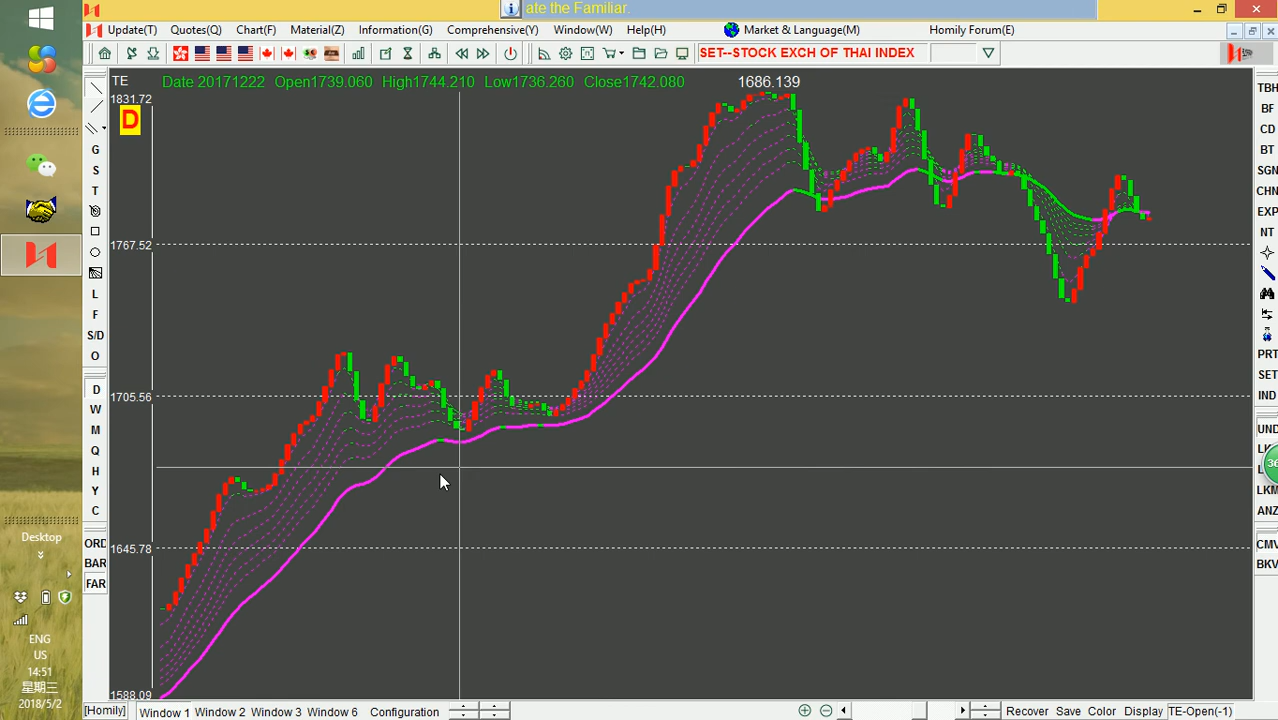 ate the Familiar.
Update(T) Quotes(Q) Chart(F) Material(Z) Information(G) Comprehensive(V) Window(W) Help(H) Market & Language(M) Homily Forum(E)
SET--STOCK EXCH OF THAI INDEX
TE Date 20171222 Open1739.060 High1744.210 Low1736.260 Close1742.080 1686.139
1831.72
D
1767.52
1705.56
1645.78
1588.09
G
S
T
L
F
S/D
O
D
W
M
Q
H
Y
C
ORD
BAR
FAR
TBH
BF
CD
BT
SGN
CHN
EXP
NT
PRT
SET
IND
UND
LKM
ANZ
CMV
BKV
36
Desktop
ENG
US
14:51
星期三
2018/5/2
[Homily] Window 1 Window 2 Window 3 Window 6 Configuration Recover Save Color Display TE-Open(-1)